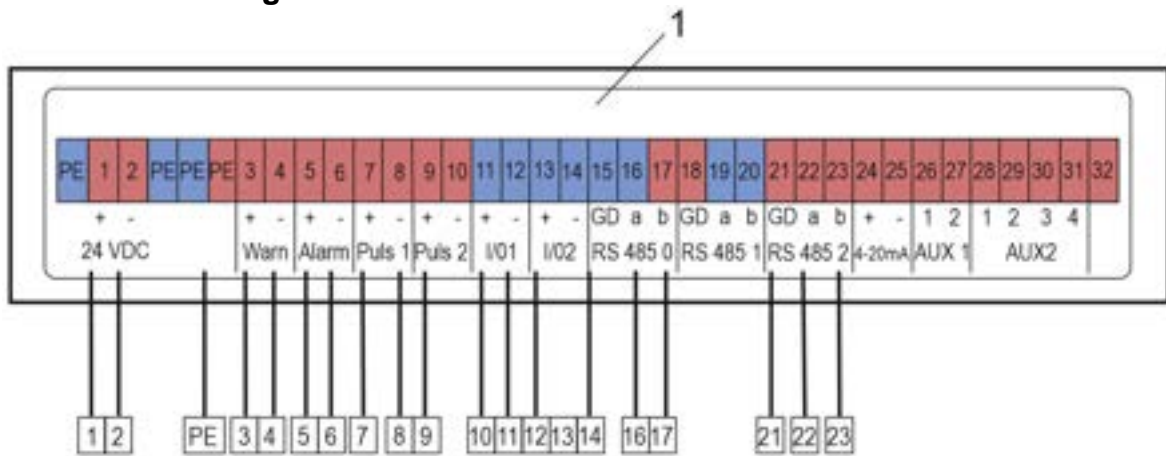 1
PE 1 2 PE PE PE 3 4 5 6 7 8 9 10 11 12 13 14 15 16 17 18 19 20 21 22 23 24 25 26 27 28 29 30 31 32
+ - + - + - + - + - + - + - GD a b GD a b GD a b + - 1 2 1 2 3 4
24 VDC Warn Alarm Puls 1 Puls 2 I/01 I/02 RS 485 0 RS 485 1 RS 485 2 4-20mA AUX 1 AUX2
1 2 PE 3 4 5 6 7 8 9 10 11 12 13 14 16 17 21 22 23